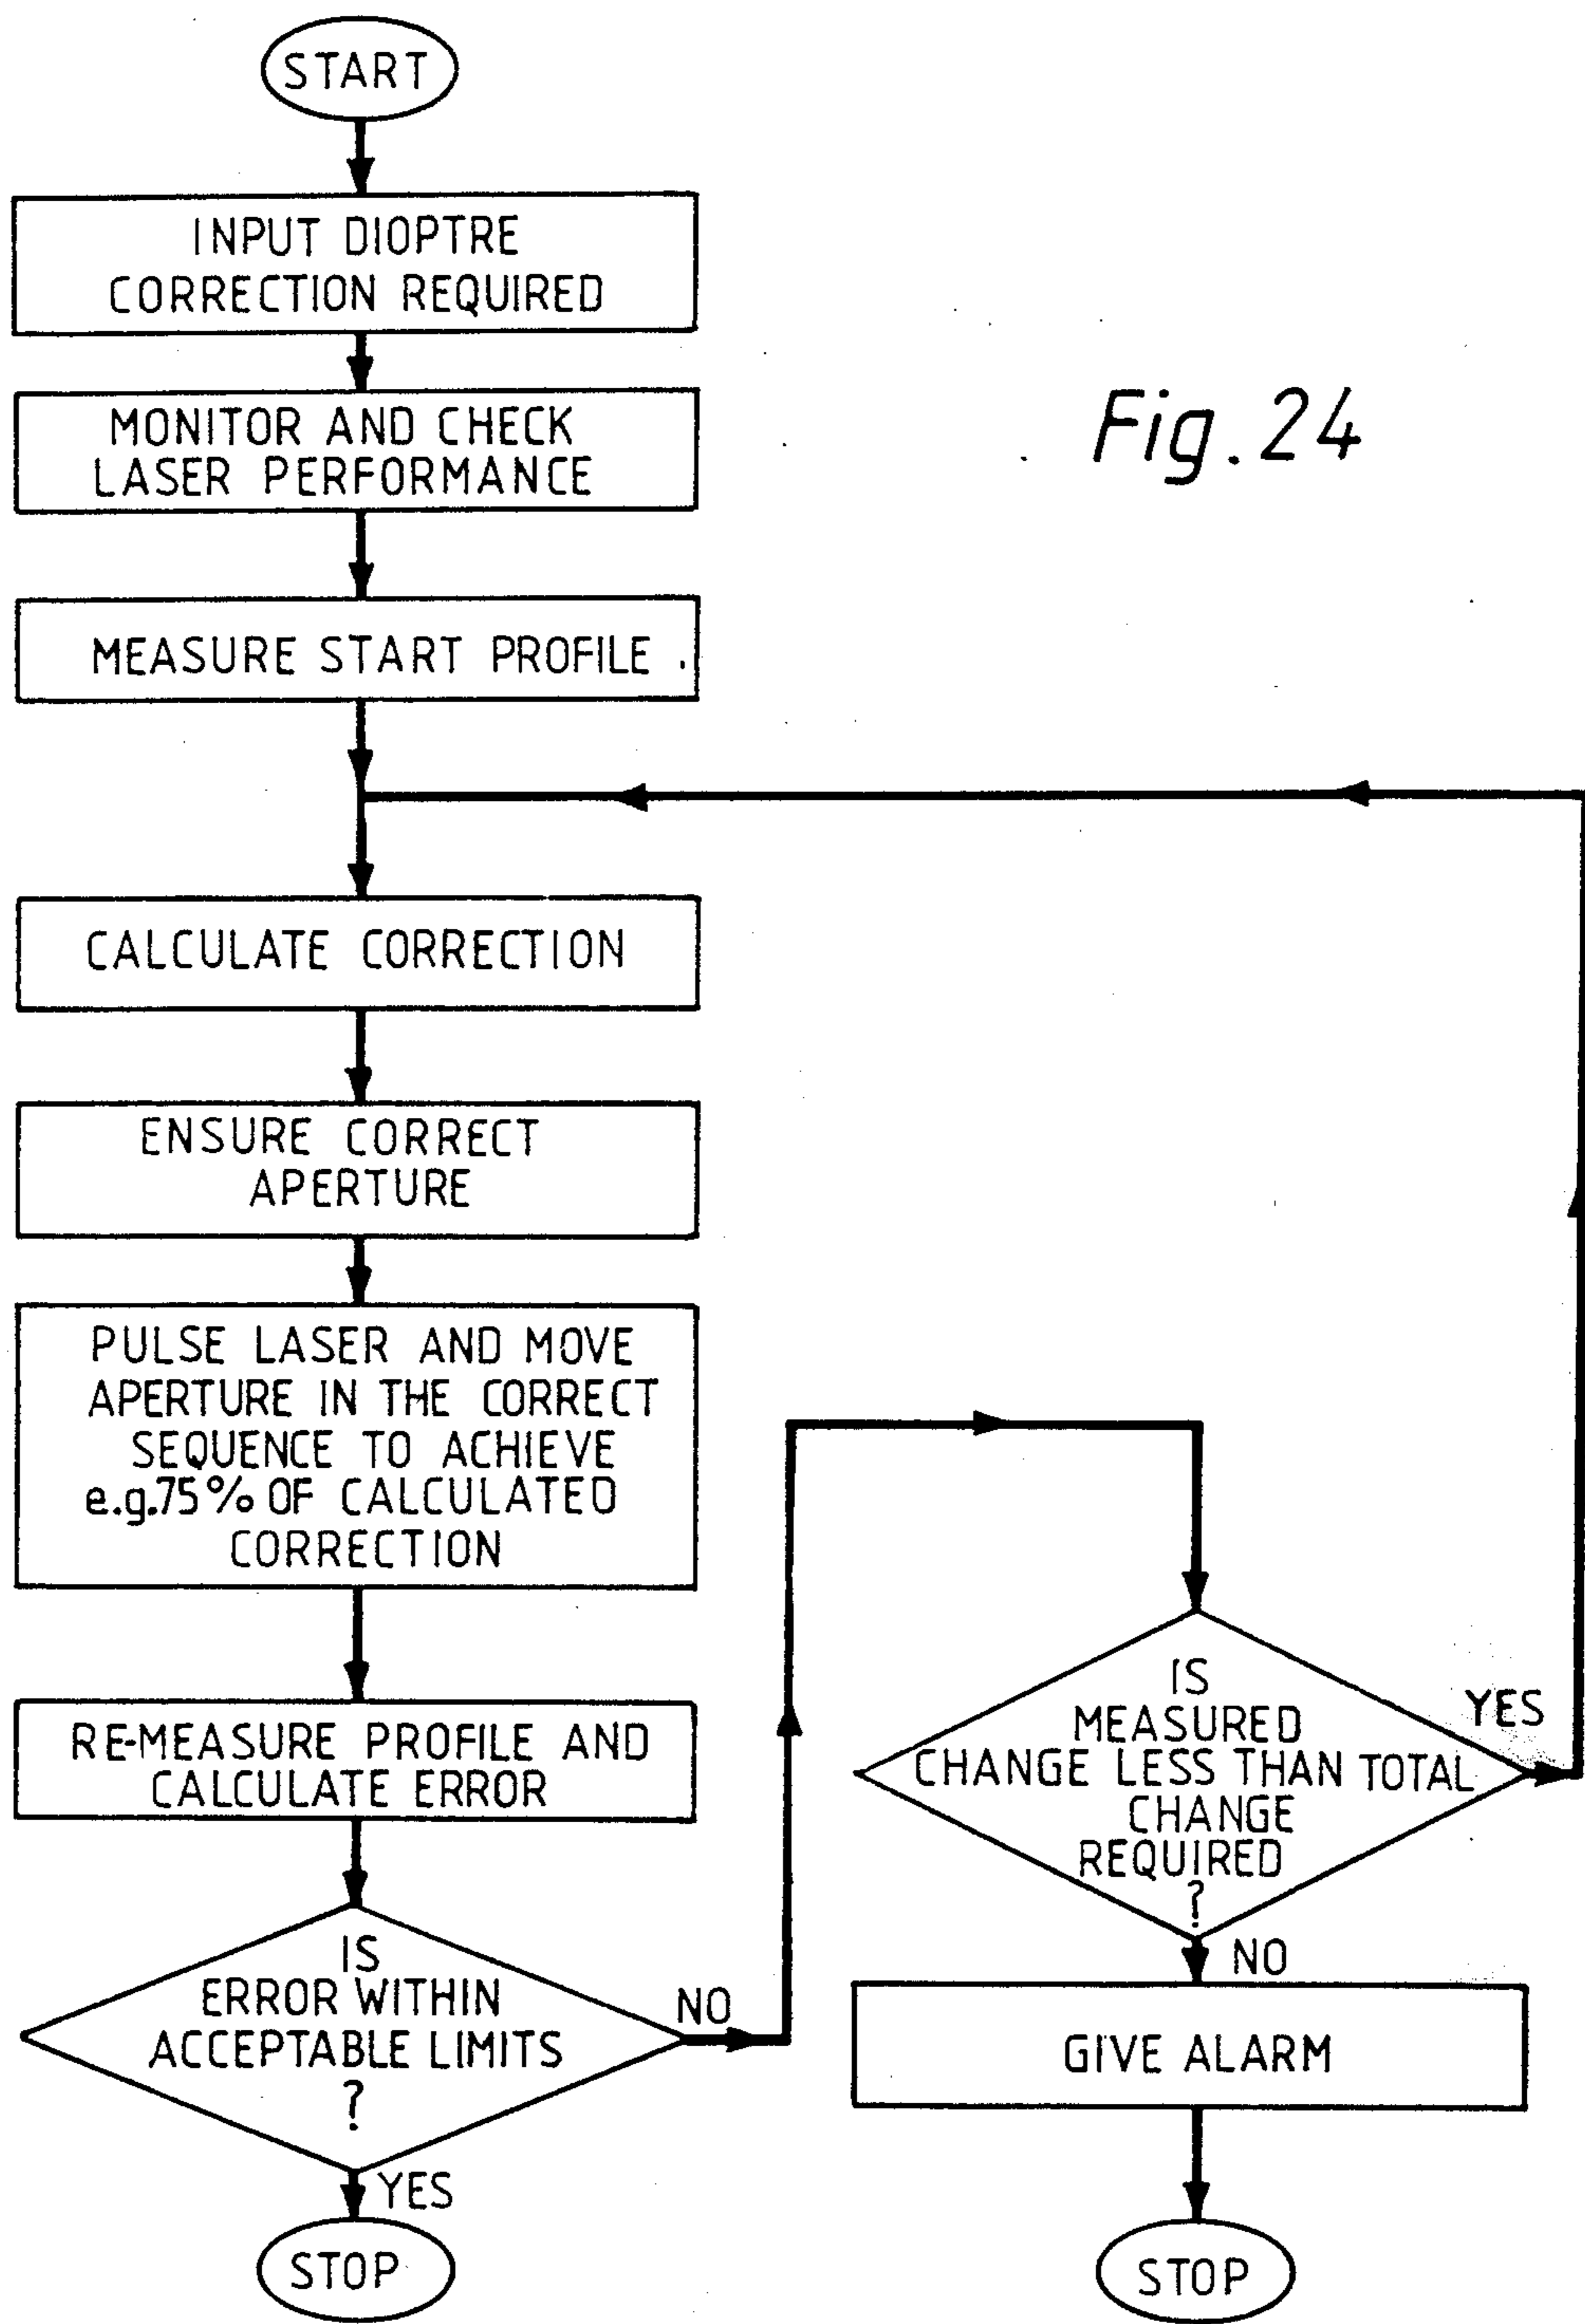 START
INPUT DIOPTRE
CORRECTION REQUIRED
MONITOR AND CHECK
LASER PERFORMANCE
Fig. 24
MEASURE START PROFILE
CALCULATE CORRECTION
ENSURE CORRECT
APERTURE
PULSE LASER AND MOVE
APERTURE IN THE CORRECT
SEQUENCE TO ACHIEVE
e.g.75% OF CALCULATED
CORRECTION
RE-MEASURE PROFILE AND
CALCULATE ERROR
IS
ERROR WITHIN
ACCEPTABLE LIMITS
?
NO
YES
STOP
IS
MEASURED
CHANGE LESS THAN TOTAL
CHANGE
REQUIRED
?
YES
NO
GIVE ALARM
STOP